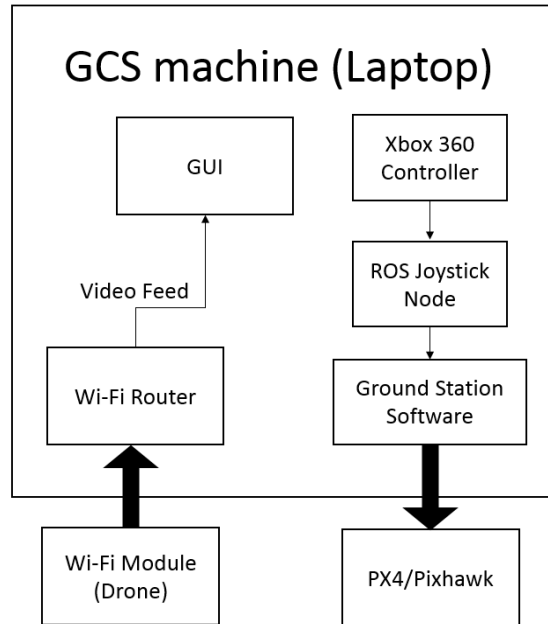 GCS machine (Laptop)
GUI
Xbox 360
Controller
Video Feed
ROS Joystick
Node
Wi-Fi Router
Ground Station
Software
Wi-Fi Module
(Drone)
PX4/Pixhawk